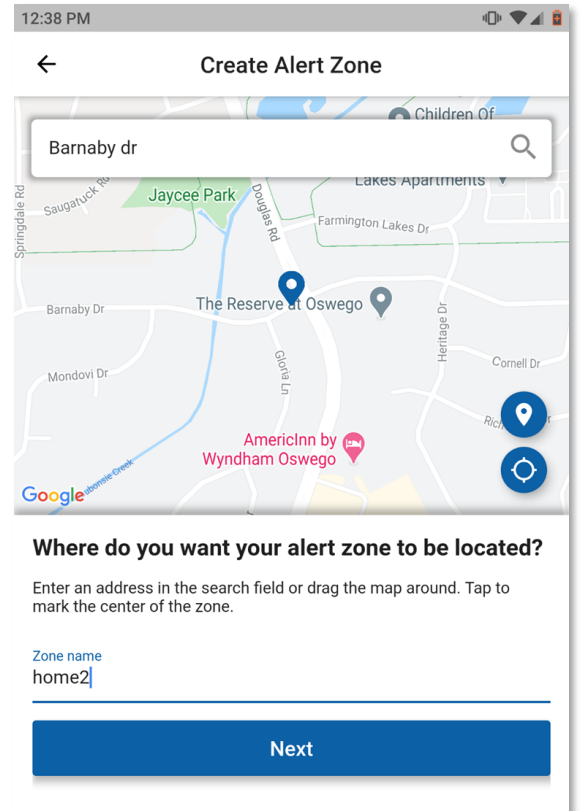 12:38 PM
Create Alert Zone
Children Of
Barnaby dr
Lakes Apartments
Saugatuck Rd
Jaycee Park
Springdale Rd
Douglas Rd
Farmington Lakes Dr
The Reserve at Oswego
Barnaby Dr
Heritage Dr
Gloria Ln
Cornell Dr
Mondovi Dr
AmericInn by
Wyndham Oswego
Google
Where do you want your alert zone to be located?
Enter an address in the search field or drag the map around. Tap to
mark the center of the zone.
Zone name
home2
Next